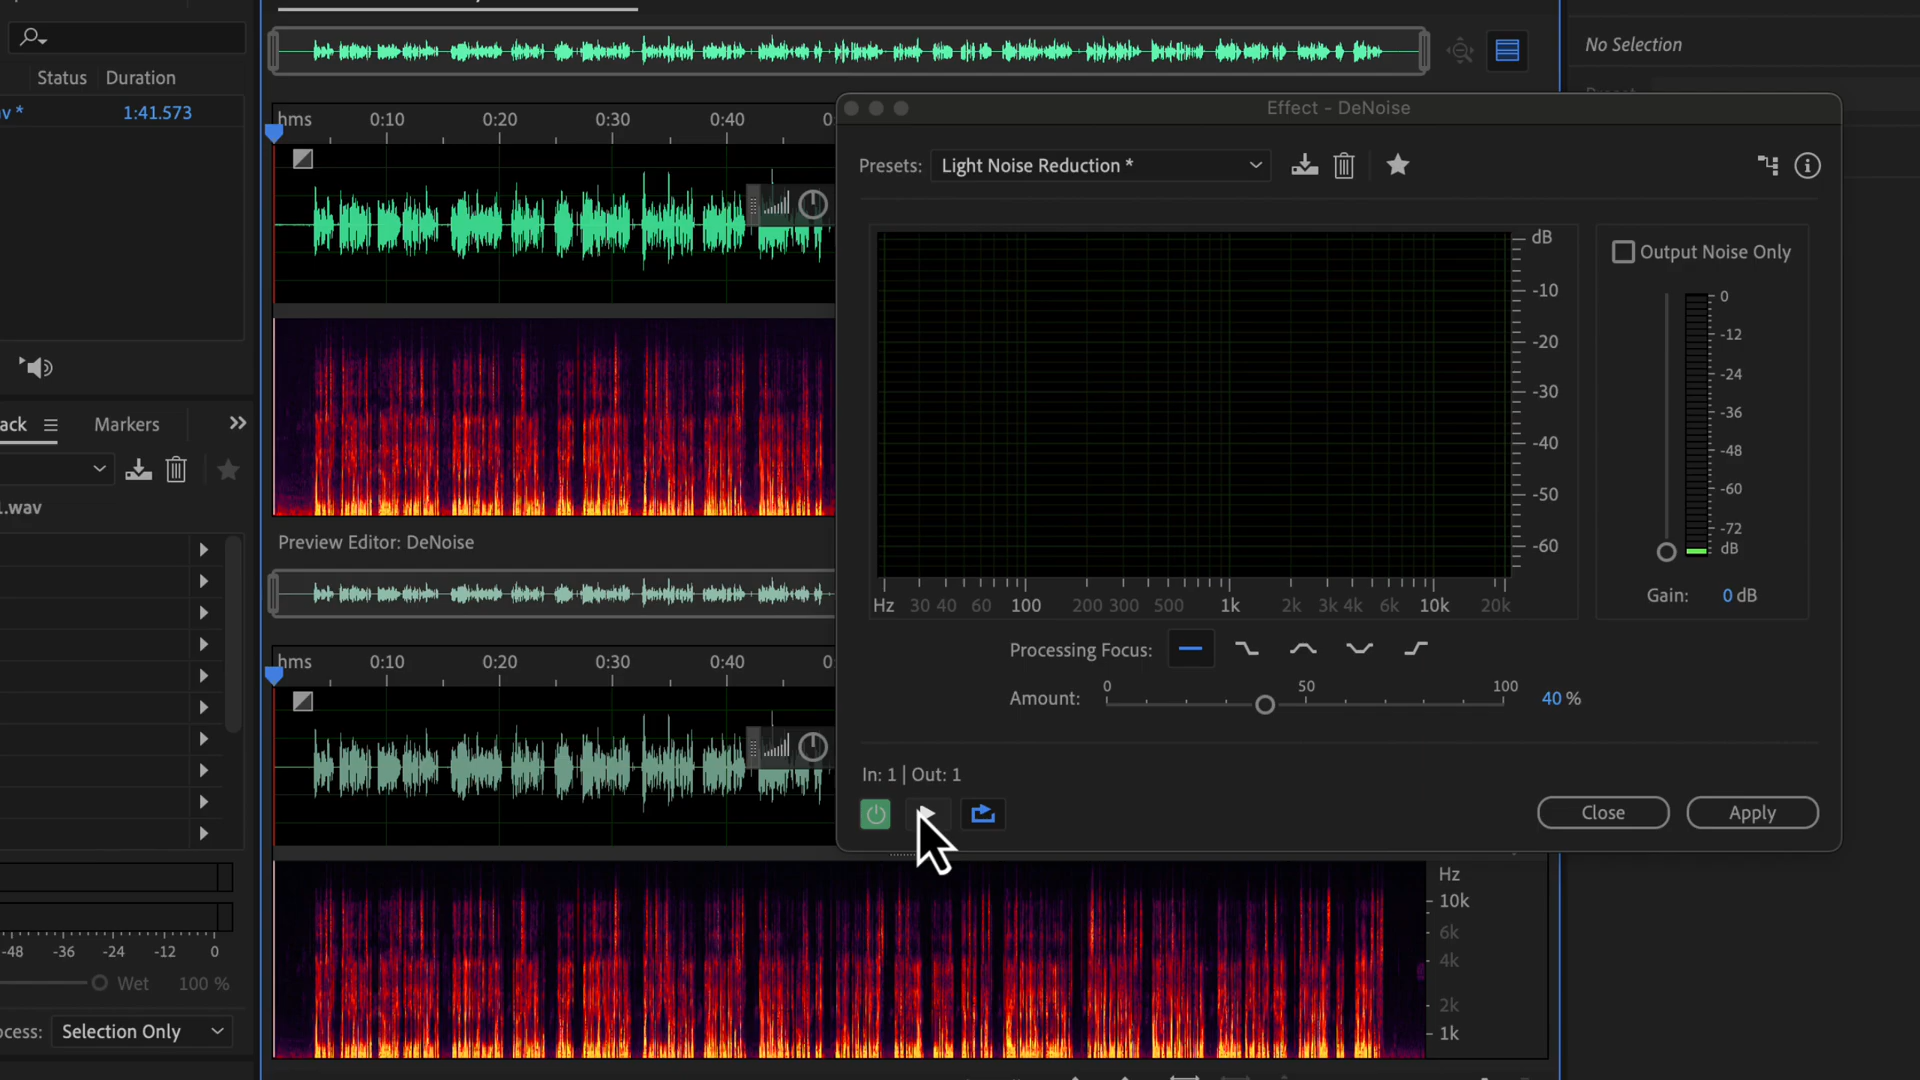 No Selection
Status Duration
v * 1:41.573
hms 0:10 0:20 0:30 0:40 0
Effect - DeNoise
Presets: Light Noise Reduction *
dB
-10
-20
-30
-40
-50
-60
Hz 30 40 60 100 200 300 500 1k 2k 3k 4k 6k 10k 20k
Output Noise Only
0
-12
-24
-36
-48
-60
-72
dB
Gain: 0 dB
Processing Focus:
0 50 100
Amount: 40 %
In: 1 | Out: 1
Close Apply
ack Markers
.wav
Preview Editor: DeNoise
hms 0:10 0:20 0:30 0:40 0
Hz
10k
6k
4k
2k
1k
-48 -36 -24 -12 0
Wet 100 %
ocess: Selection Only